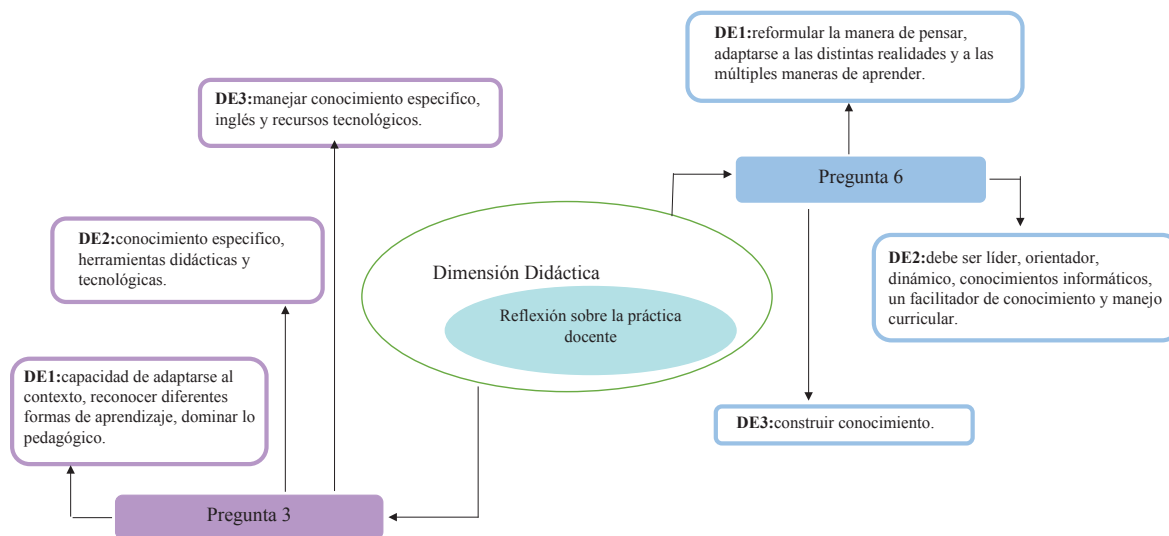 DE1:reformular la manera de pensar,
adaptarse a las distintas realidades y a las
múltiples maneras de aprender.
DE3:manejar conocimiento especifico,
inglés y recursos tecnológicos.
Pregunta 6
DE2:conocimiento especifico,
herramientas didácticas y
tecnológicas.
DE2:debe ser líder, orientador,
dinámico, conocimientos informáticos,
un facilitador de conocimiento y manejo
curricular.
Dimensión Didáctica
Reflexión sobre la práctica
docente
DE1:capacidad de adaptarse al
contexto, reconocer diferentes
formas de aprendizaje, dominar lo
pedagógico.
DE3:construir conocimiento.
Pregunta 3